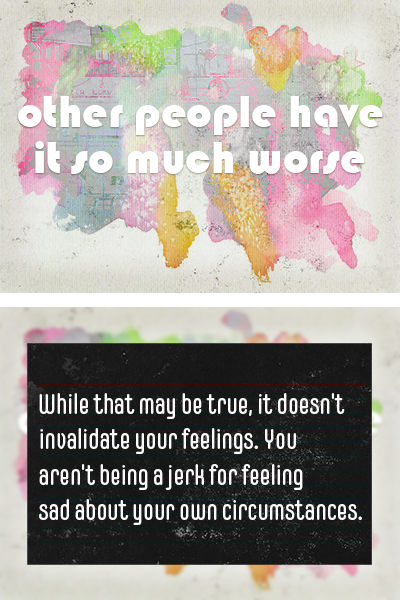 other people have
it so much worse
While that may be true, it doesn't
invalidate your feelings. You
aren't being a jerk for feeling
sad about your own circumstances.